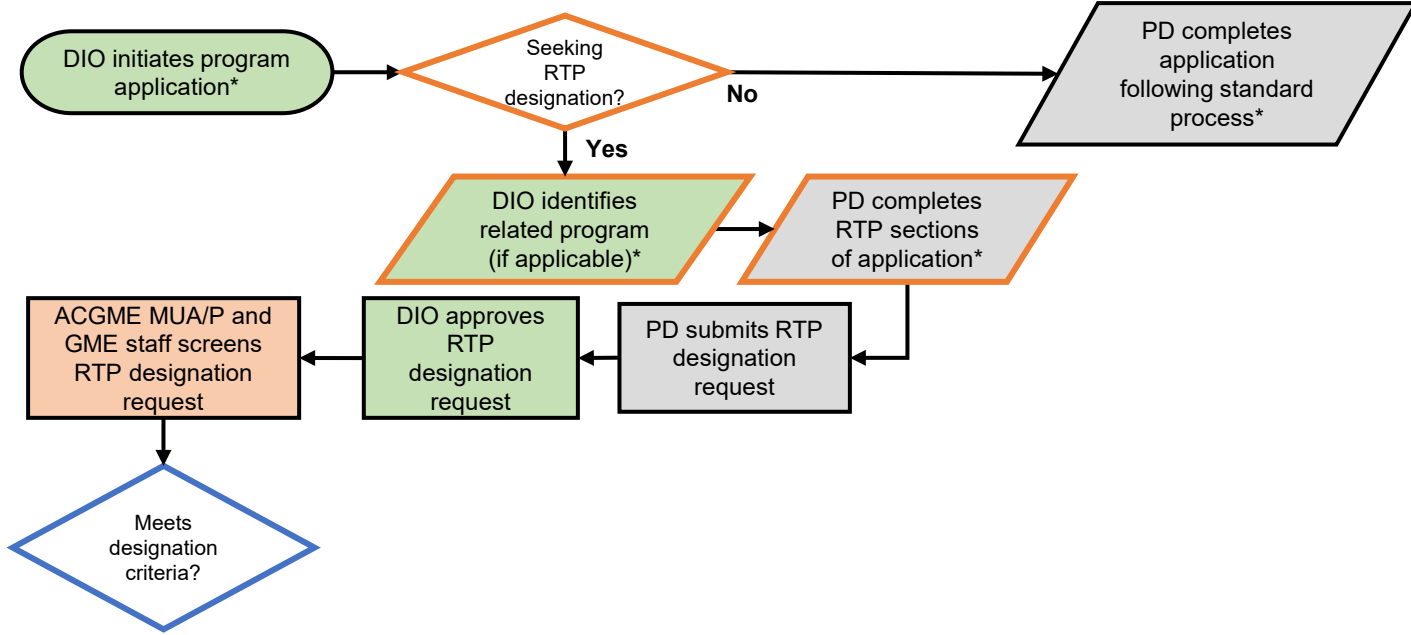 DIO initiates program
application*
Seeking
RTP
designation?
No
PD completes
application
following standard
process*
Yes
DIO identifies
related program
(if applicable)*
PD completes
RTP sections
of application*
ACGME MUA/P and
GME staff screens
RTP designation
request
DIO approves
RTP
designation
request
PD submits RTP
designation
request
Meets
designation
criteria?